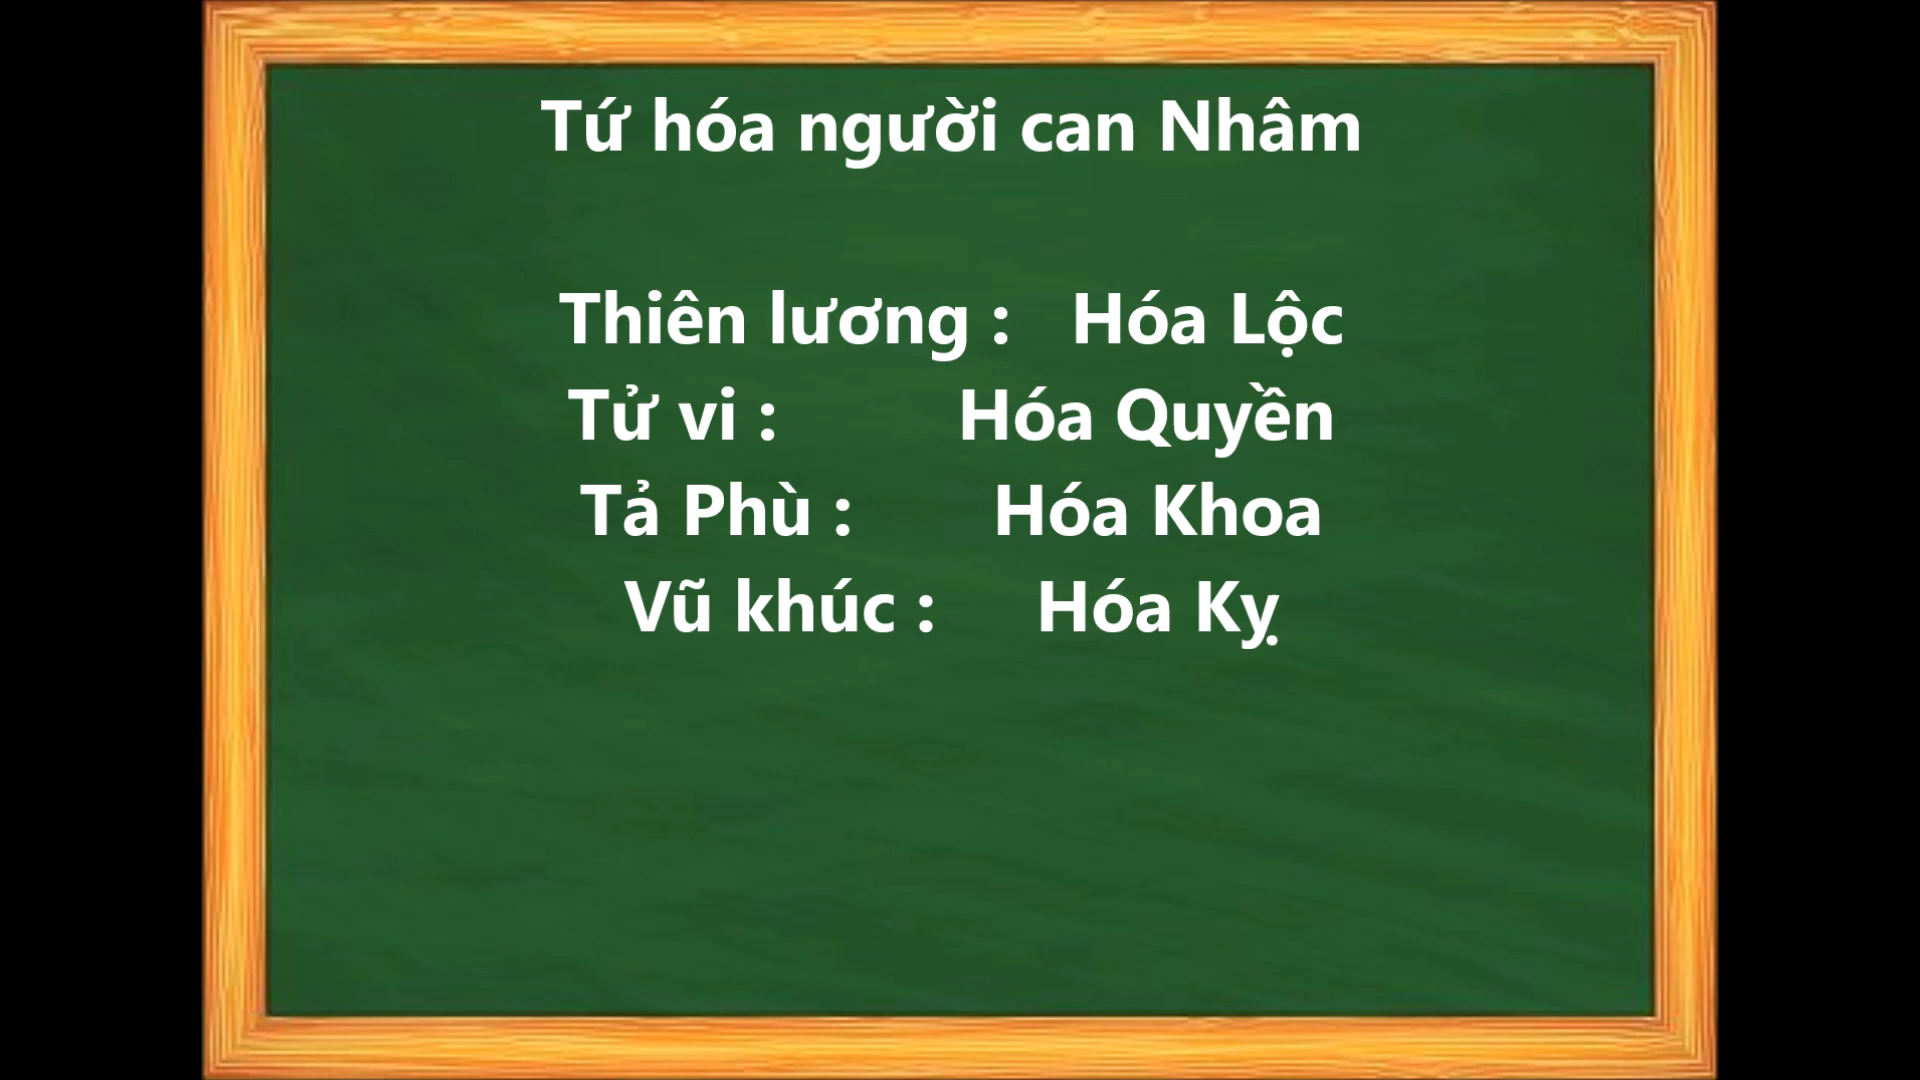 Tứ hóa người can Nhâm
Thiên lương : Hóa Lộc
Tử vi : Hóa Quyền
Tả Phù : Hóa Khoa
Vũ khúc : Hóa Kỵ